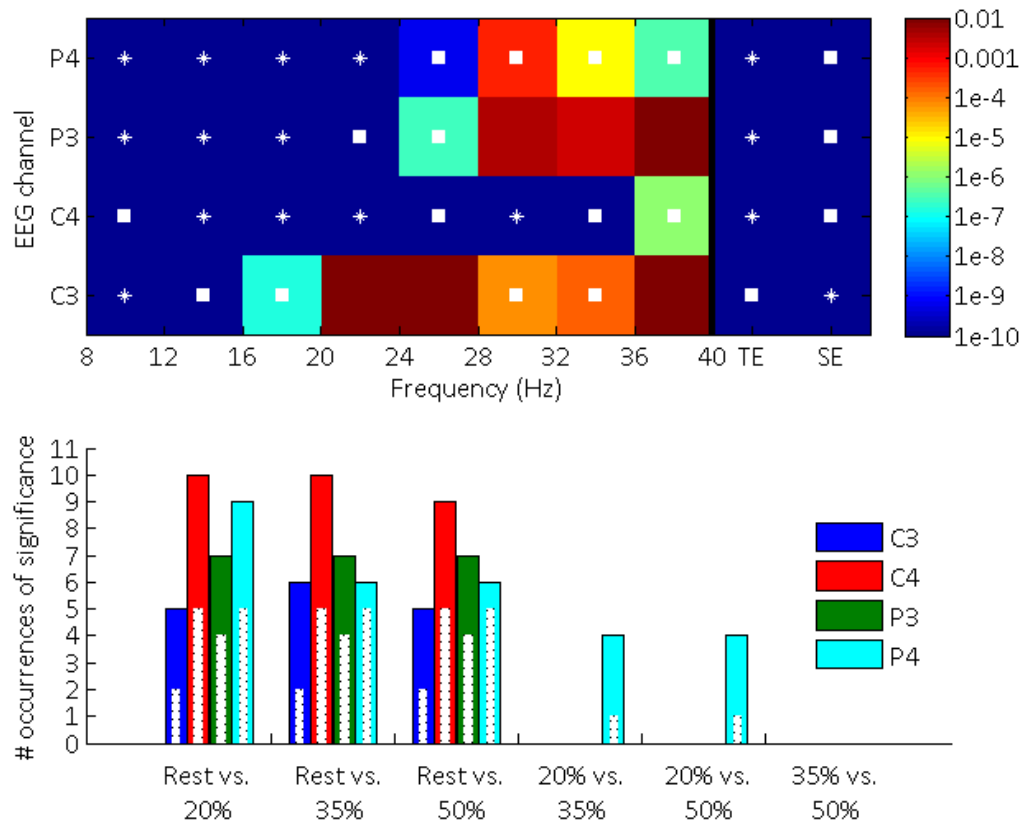 EEG channel
P4
P3
C4
C3
8 12 16 20 24 28 32 36 40 TE SE
Frequency (Hz)
0.01
0.001
1e-4
1e-5
1e-6
1e-7
1e-8
1e-9
1e-10
# occurrences of significance
11
10
9
8
7
6
5
4
3
2
1
0
Rest vs. 20%
Rest vs. 35%
Rest vs. 50%
20% vs. 35%
20% vs. 50%
35% vs. 50%
C3
C4
P3
P4